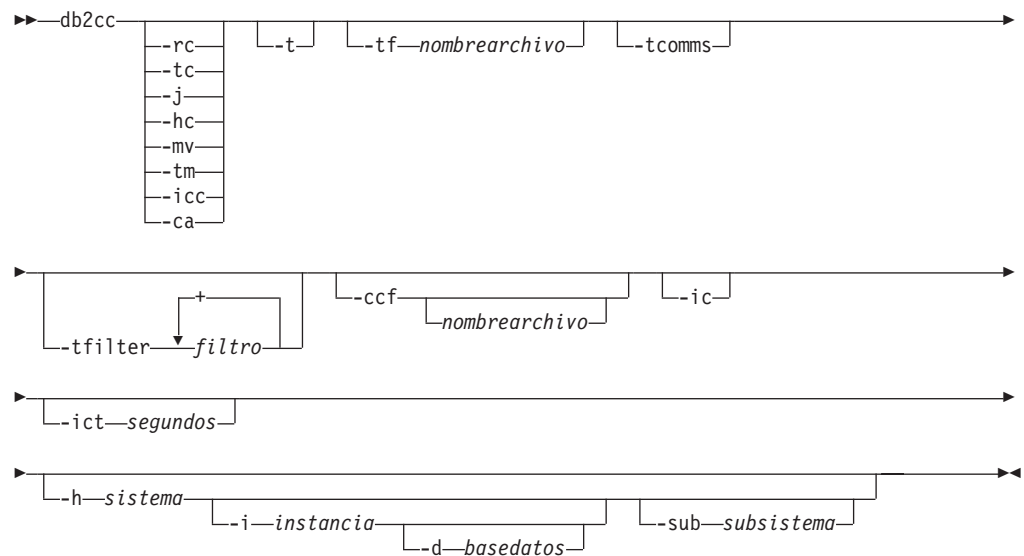 db2cc -rc -t -tf nombrearchivo -tcomms
-tc
-j
-hc
-mv
-tm
-icc
-ca
+
-ccf -ic
nombrearchivo
-tfilter filtro
-ict segundos
-h sistema
-i instancia -sub subsistema
-d basedatos